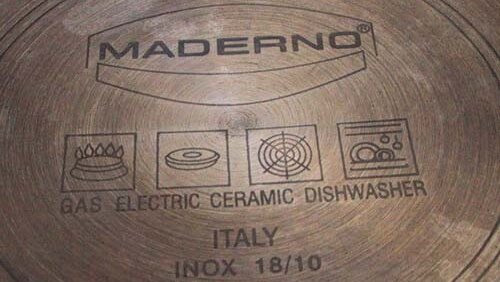 MADERNO®
GAS ELECTRIC CERAMIC DISHWASHER
ITALY
INOX 18/10